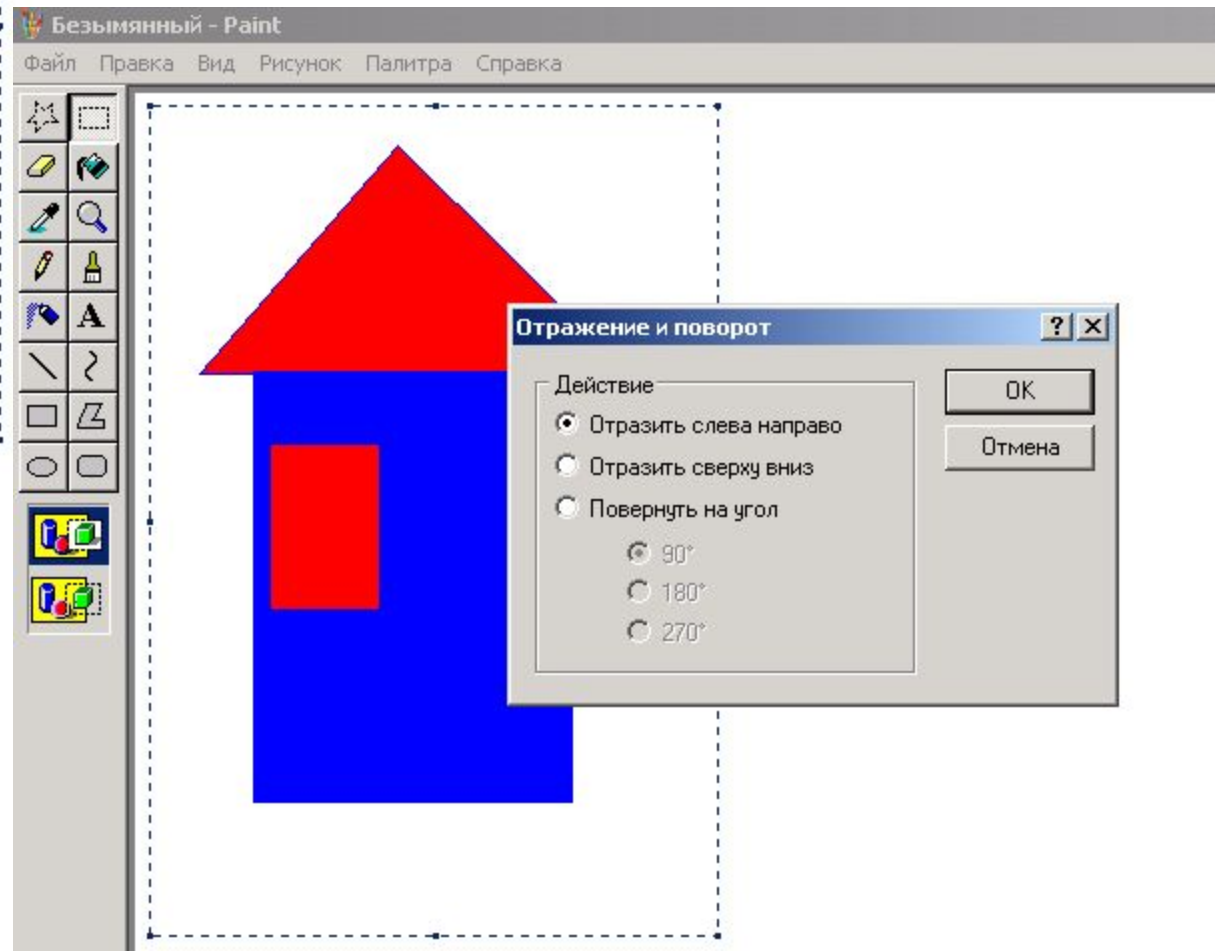 Безымянный - Paint
Файл Правка Вид Рисунок Палитра Справка
A
Отражение и поворот
Действие
Отразить слева направо
Отразить сверху вниз
Повернуть на угол
90°
180°
270°
OK
Отмена